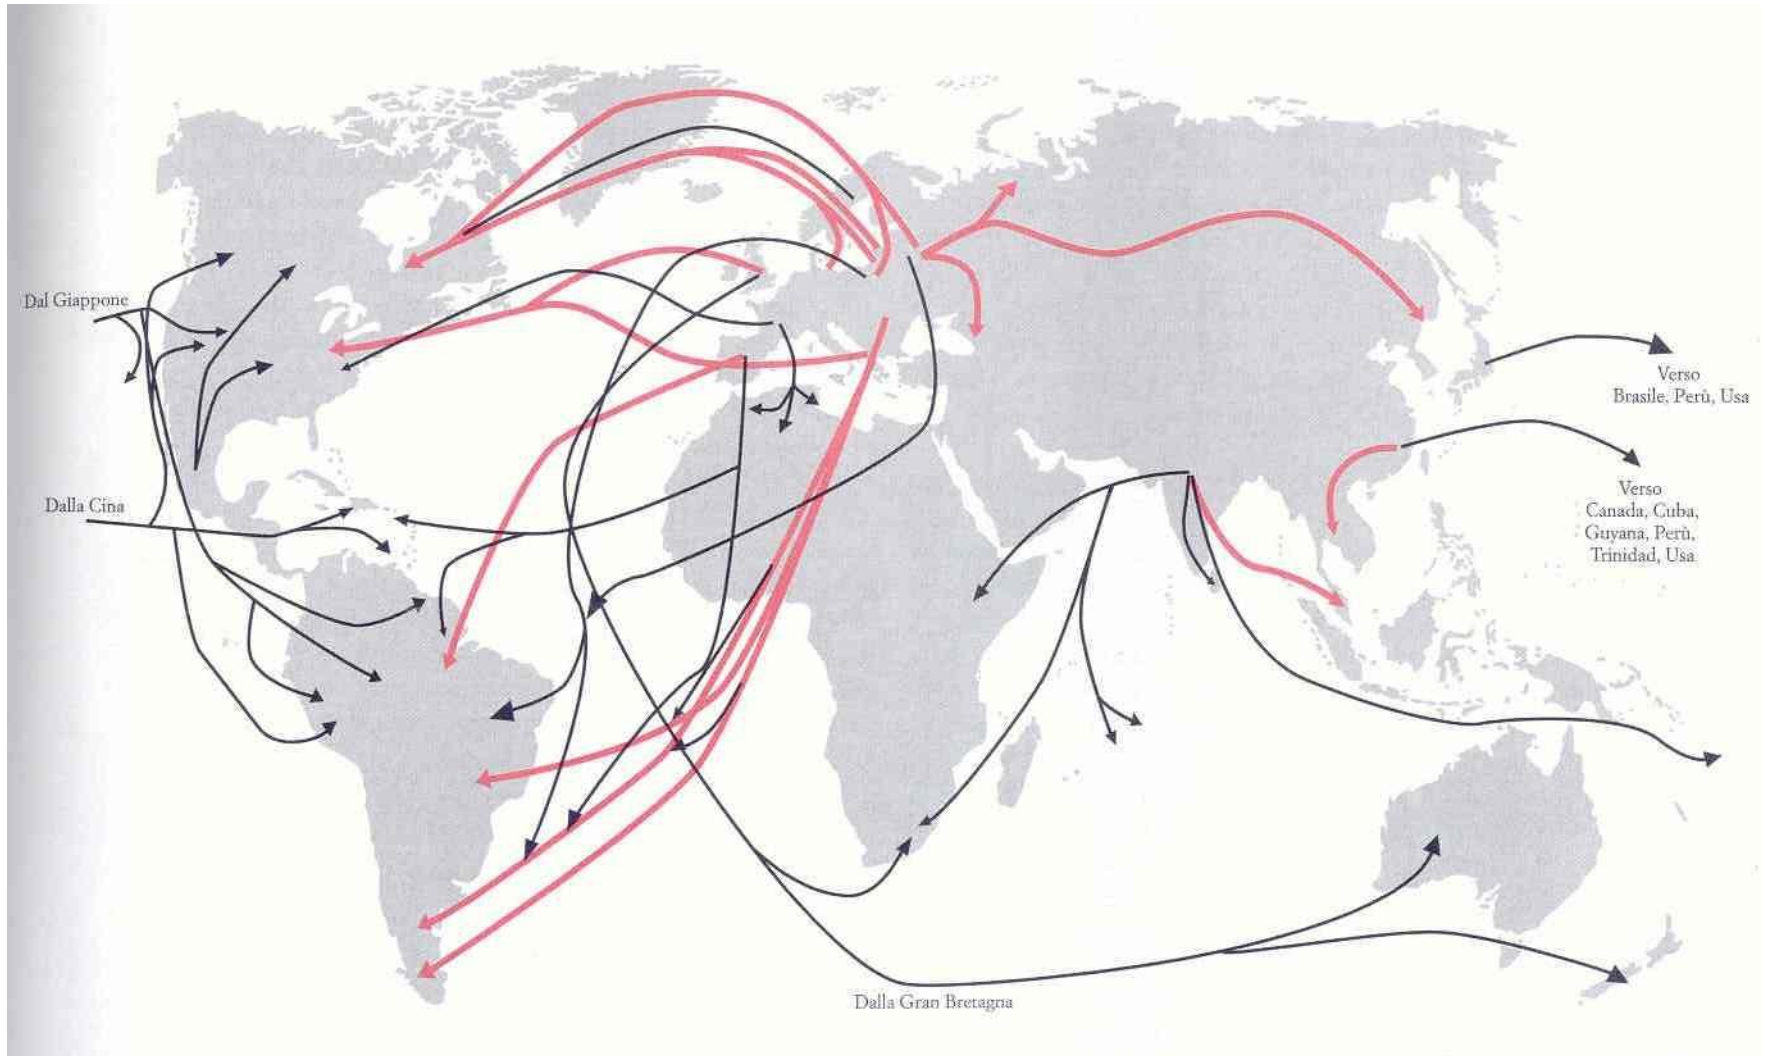 Dal Giappone
Dalla Cina
Verso
Brasile, Perù, Usa
Verso
Canada, Cuba,
Guyana, Perù,
Trinidad, Usa
Dalla Gran Bretagna